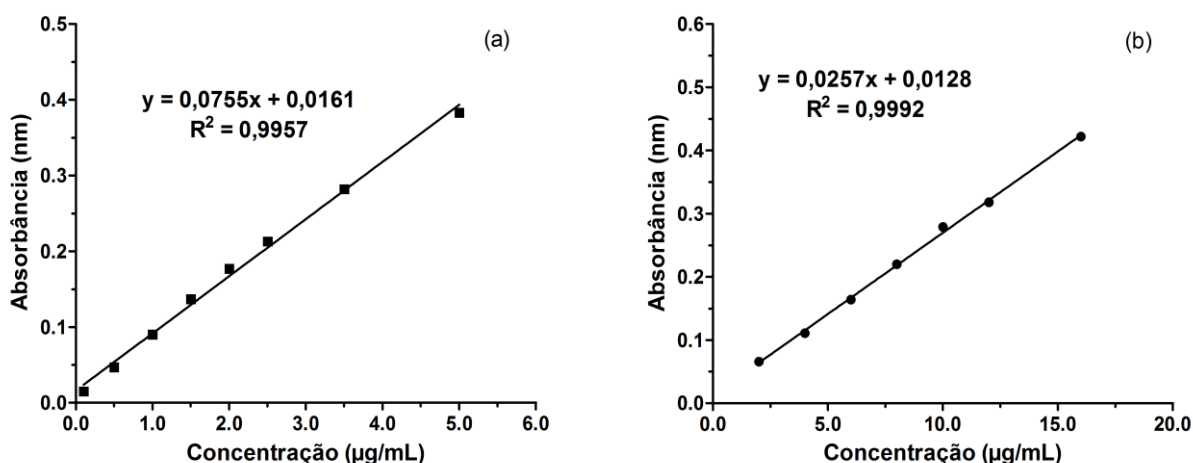 (a)
y = 0,0755x + 0,0161
R² = 0,9957
Absorbância (nm)
0.5
0.4
0.3
0.2
0.1
0.0
0.0 1.0 2.0 3.0 4.0 5.0 6.0
Concentração (µg/mL)
(b)
y = 0,0257x + 0,0128
R² = 0,9992
Absorbância (nm)
0.6
0.5
0.4
0.3
0.2
0.1
0.0
0.0 5.0 10.0 15.0 20.0
Concentração (µg/mL)